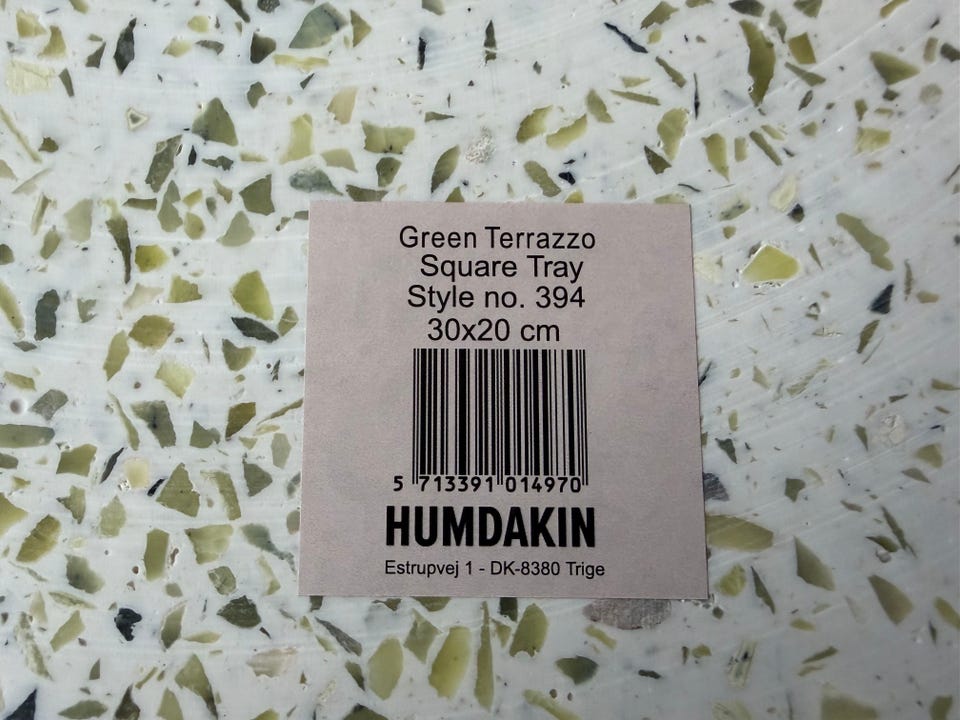 Green Terrazzo
Square Tray
Style no. 394
30x20 cm
5 713391 014970
HUMDAKIN
Estrupvej 1 - DK-8380 Trige